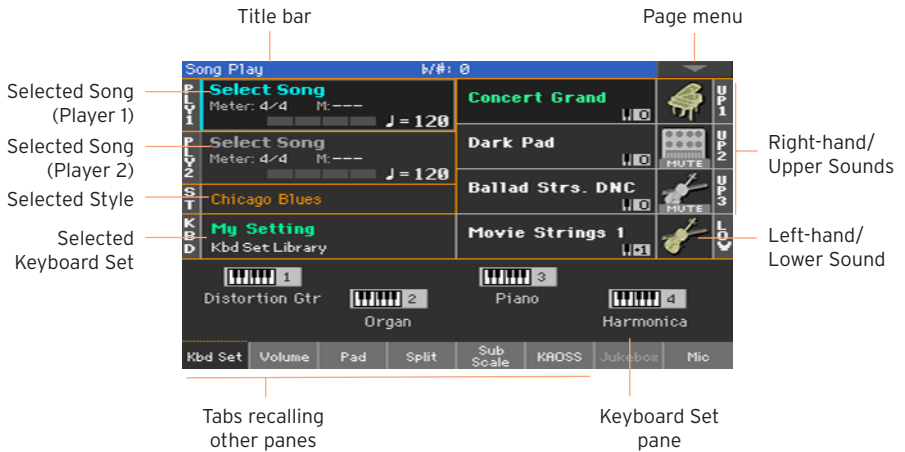 Title bar
Page menu
Song Play
♭/#: 0
Selected Song
(Player 1)
PLY1
Select Song
Meter: 4/4 M:---
♩ = 120
Selected Song
(Player 2)
PLY2
Select Song
Meter: 4/4 M:---
♩ = 120
Selected Style
ST
Chicago Blues
Selected
Keyboard Set
KBD
My Setting
Kbd Set Library
Concert Grand
0
UP1
Dark Pad
0
MUTE
UP2
Ballad Strs. DNC
0
MUTE
UP3
Movie Strings 1
+1
LOW
Right-hand/
Upper Sounds
Left-hand/
Lower Sound
1
Distortion Gtr
2
Organ
3
Piano
4
Harmonica
Kbd Set
Volume
Pad
Split
Sub
Scale
KAOSS
Jukebox
Mic
Tabs recalling
other panes
Keyboard Set
pane